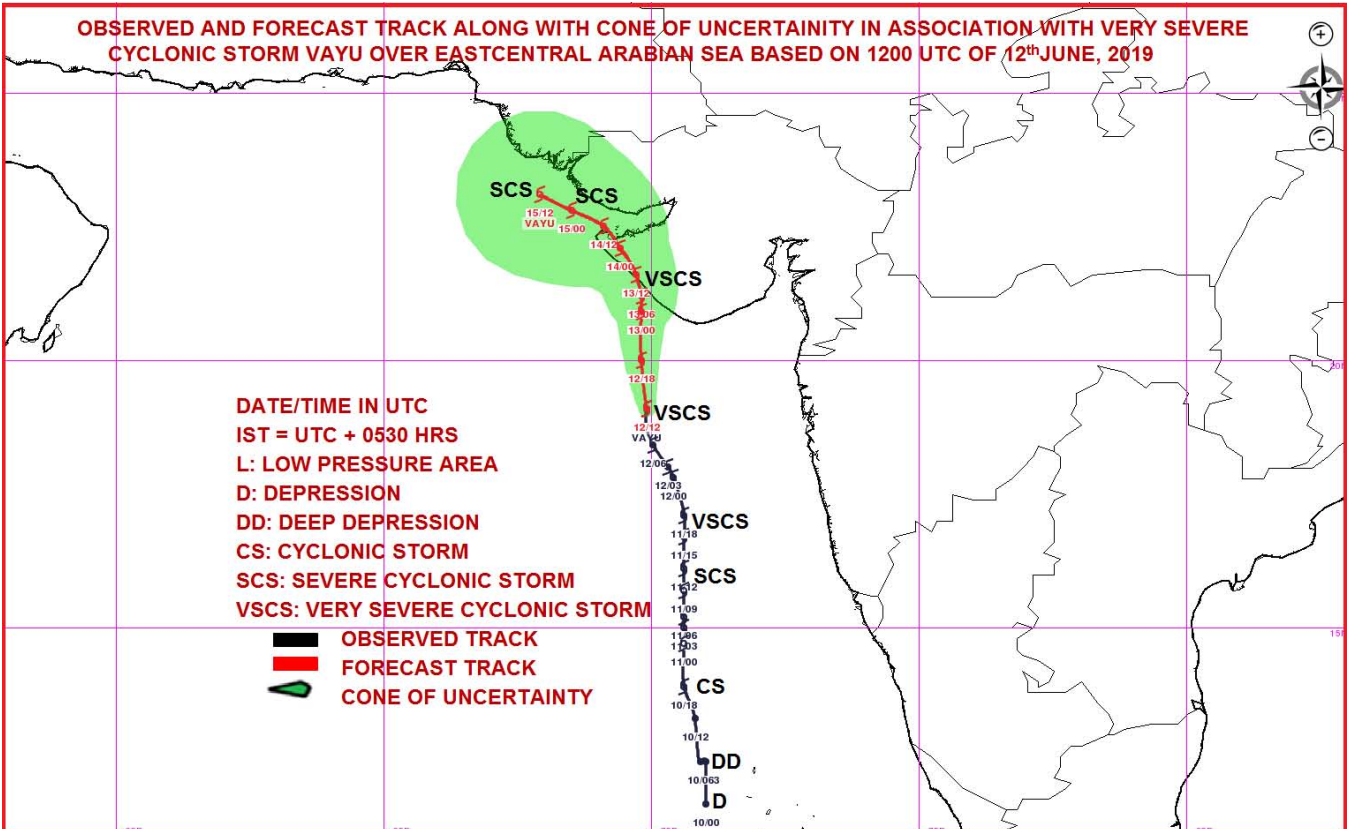 OBSERVED AND FORECAST TRACK ALONG WITH CONE OF UNCERTAINITY IN ASSOCIATION WITH VERY SEVERE
CYCLONIC STORM VAYU OVER EASTCENTRAL ARABIAN SEA BASED ON 1200 UTC OF 12th JUNE, 2019
SCS
SCS
15/12
VAYU
15/00
14/12
14/00
VSCS
13/12
13/06
13/00
12/18
VSCS
12/12
VAYU
12/06
12/03
12/00
VSCS
11/18
11/15
SCS
11/12
11/09
11/06
11/03
11/00
CS
10/18
10/12
DD
10/063
D
10/00
DATE/TIME IN UTC
IST = UTC + 0530 HRS
L: LOW PRESSURE AREA
D: DEPRESSION
DD: DEEP DEPRESSION
CS: CYCLONIC STORM
SCS: SEVERE CYCLONIC STORM
VSCS: VERY SEVERE CYCLONIC STORM
OBSERVED TRACK
FORECAST TRACK
CONE OF UNCERTAINTY
20N
15N